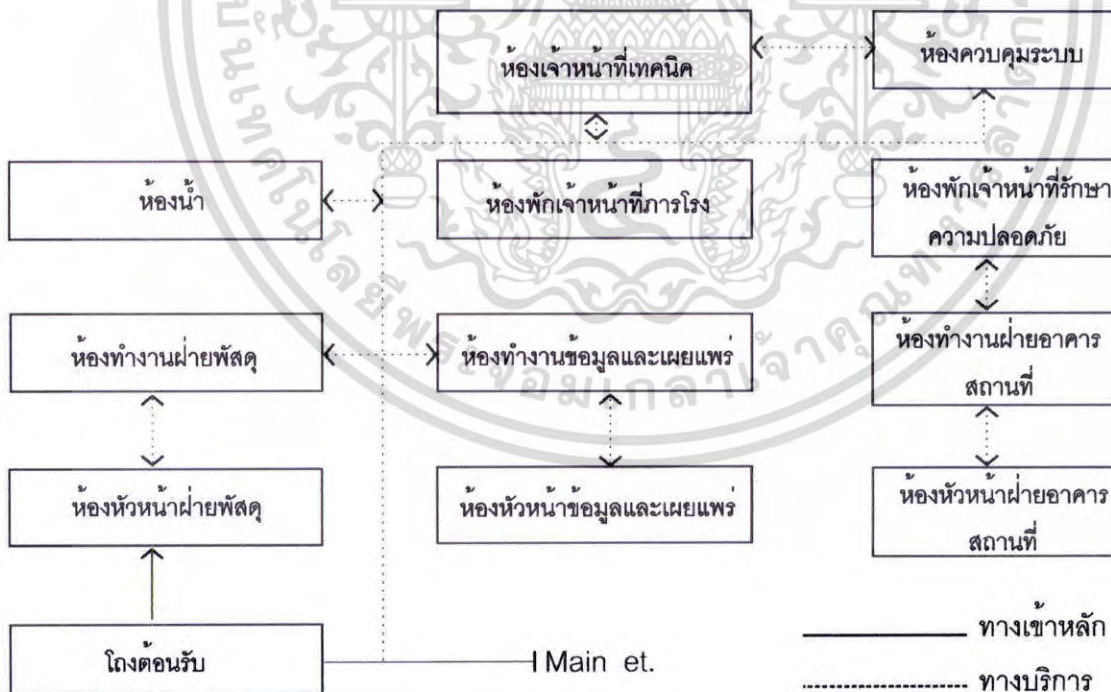 ห้องเจ้าหน้าที่เทคนิค
ห้องควบคุมระบบ
ห้องน้ำ
ห้องพักเจ้าหน้าที่ภารโรง
ห้องพักเจ้าหน้าที่รักษา
ความปลอดภัย
ห้องทำงานฝ่ายพัสดุ
ห้องทำงานข้อมูลและเผยแพร่
ห้องทำงานฝ่ายอาคาร
สถานที่
ห้องหัวหน้าฝ่ายพัสดุ
ห้องหัวหน้าข้อมูลและเผยแพร่
ห้องหัวหน้าฝ่ายอาคาร
สถานที่
โถงต้อนรับ
Main et.
ทางเข้าหลัก
ทางบริการ